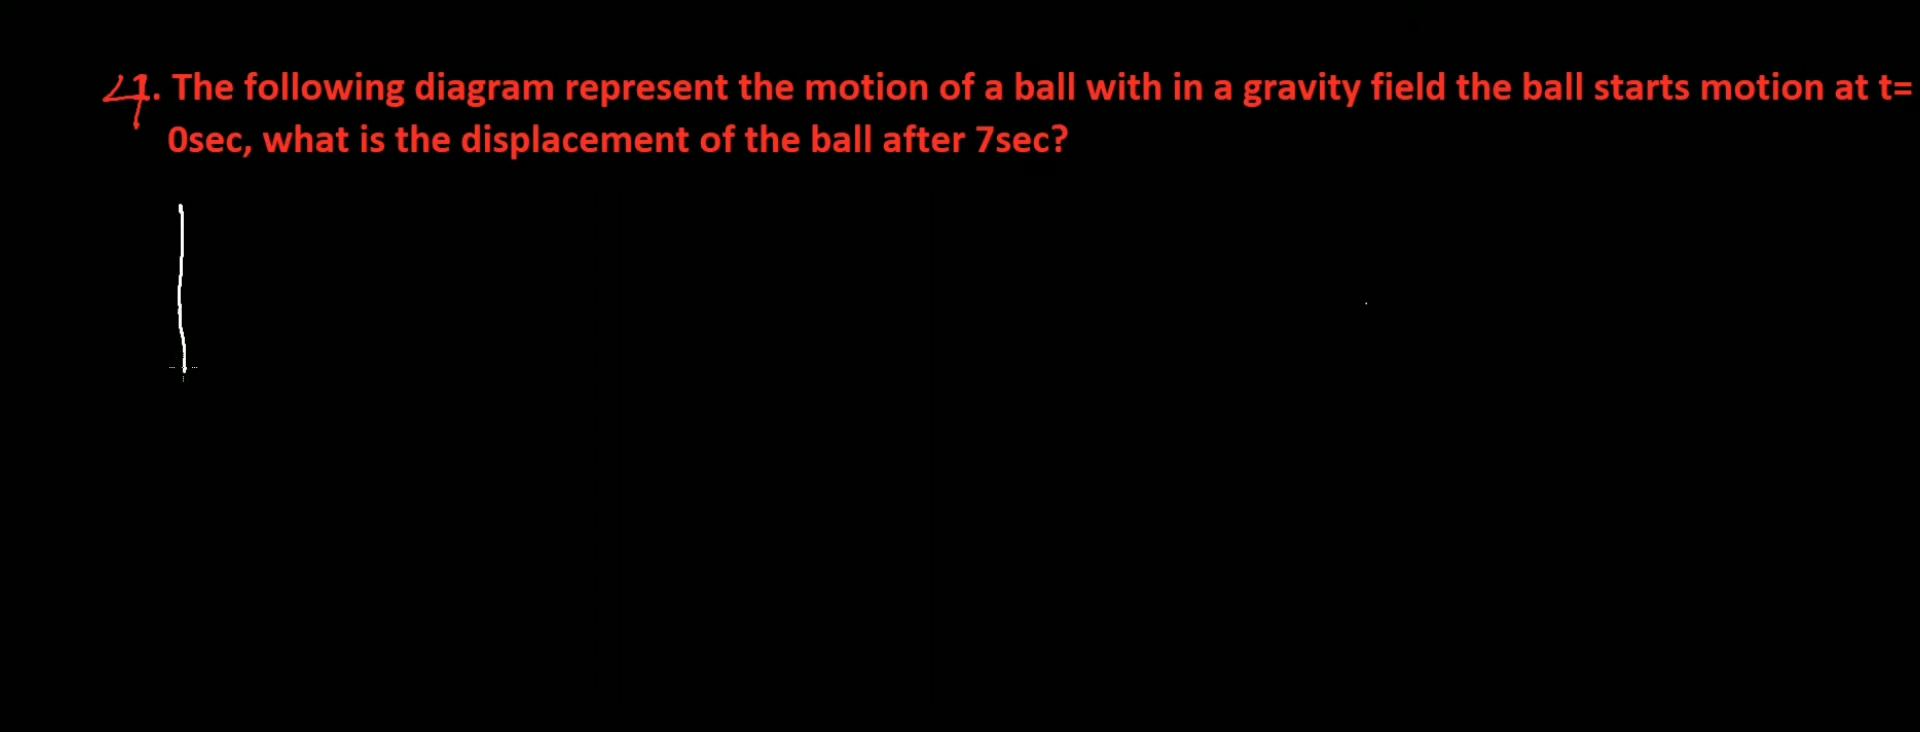 4. The following diagram represent the motion of a ball with in a gravity field the ball starts motion at t=
0sec, what is the displacement of the ball after 7sec?